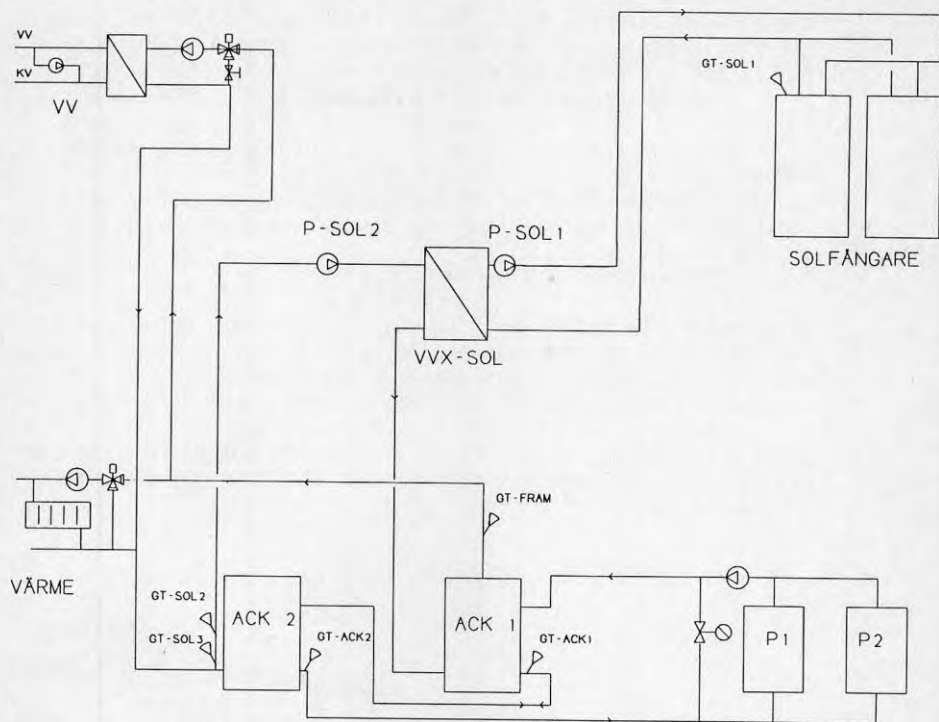 VV
KV
VV
GT-SOL1
P-SOL2
P-SOL1
SOLFÅNGARE
VVX-SOL
GT-FRAM
VÄRME
GT-SOL2
ACK 2
ACK 1
GT-SOL3
GT-ACK2
GT-ACK1
P1
P2